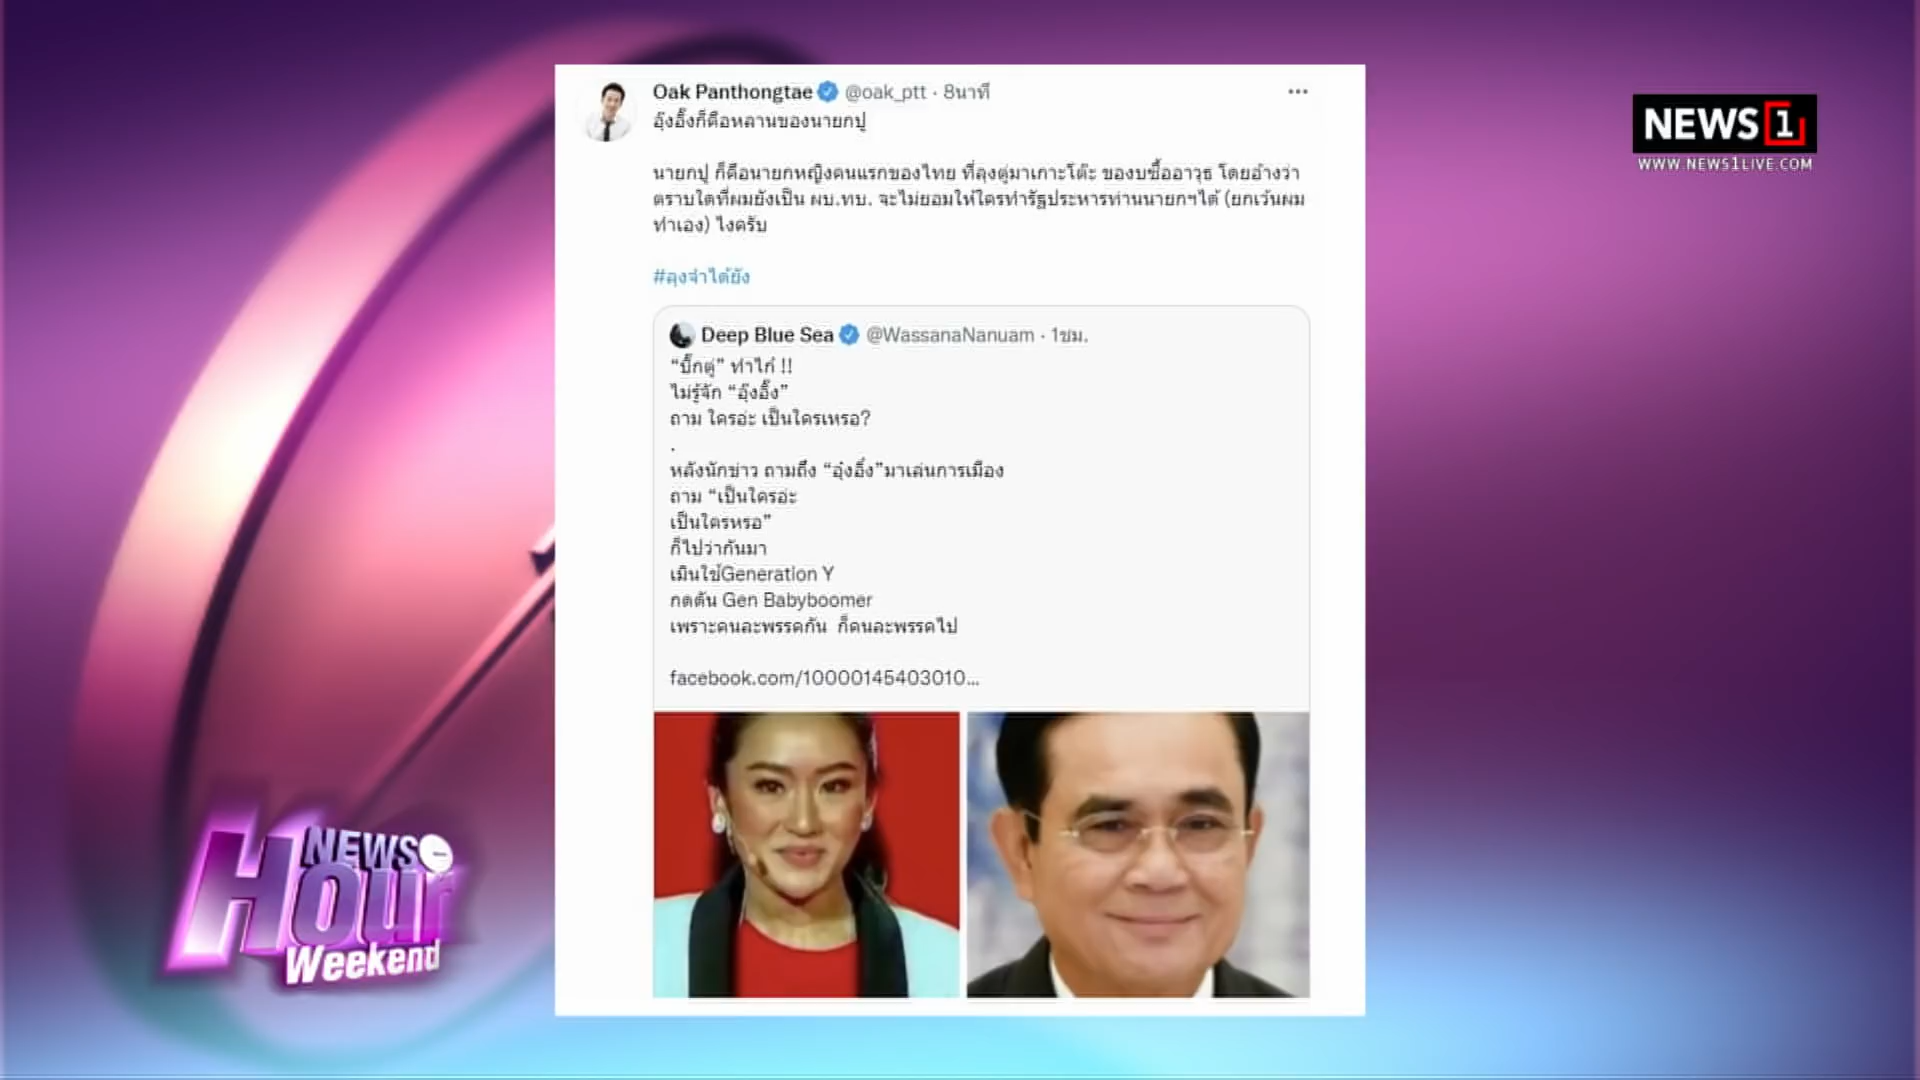 Oak Panthongtae @oak_ptt · 8นาที
อุ๊งอิ๊งก็คือหลานของนายกปู
นายกปู ก็คือนายกหญิงคนแรกของไทย ที่ลุงตู่มาเกาะโต๊ะ ของบซื้ออาวุธ โดยอ้างว่า
ตราบใดที่ผมยังเป็น ผบ.ทบ. จะไม่ยอมให้ใครทำรัฐประหารท่านนายกฯได้ (ยกเว้นผม
ทำเอง) ไงครับ
#ลุงจำได้ยัง
Deep Blue Sea @WassanaNanuam · 1ชม.
“บิ๊กตู่” ทำไก๋ !!
ไม่รู้จัก “อุ๊งอิ๊ง”
ถาม ใครอ่ะ เป็นใครเหรอ?
.
หลังนักข่าว ถามถึง “อุ๋งอิ๋ง”มาเล่นการเมือง
ถาม “เป็นใครอ่ะ
เป็นใครหรอ”
ก็ไปว่ากันมา
เมินใช้Generation Y
กดดัน Gen Babyboomer
เพราะคนละพรรคกัน ก็คนละพรรคไป
facebook.com/10000145403010...
NEWS 1
WWW.NEWS1LIVE.COM
NEWS
Hour
Weekend